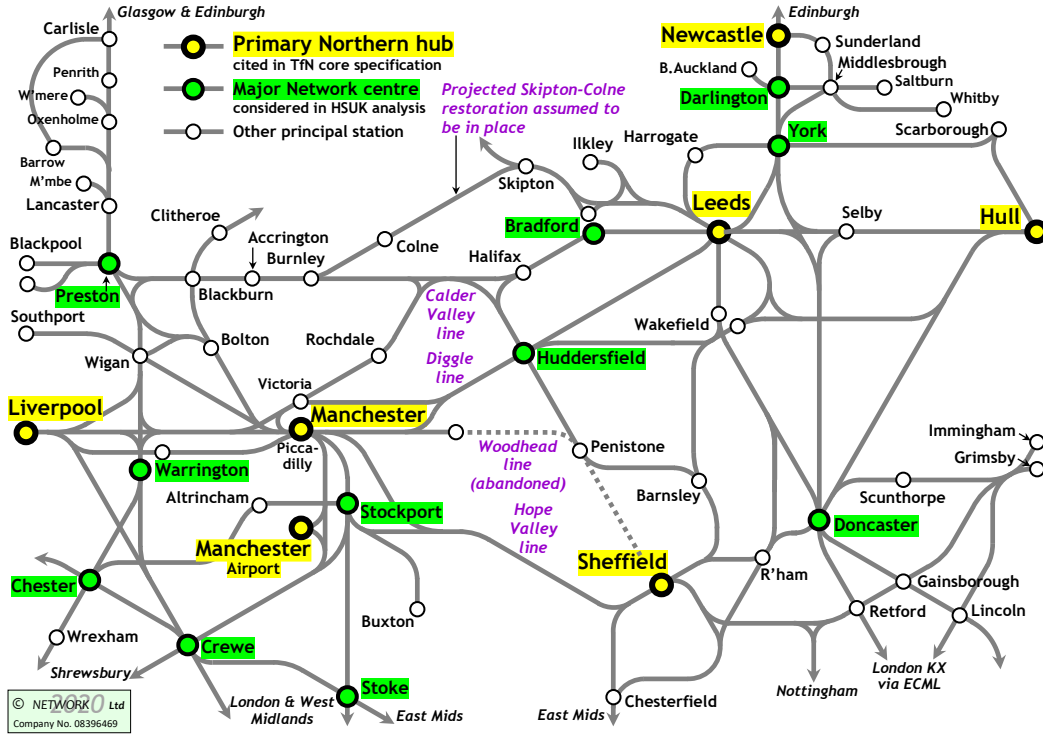 Glasgow & Edinburgh
Carlisle
Penrith
W'mere
Oxenholme
Barrow
M'mbe
Lancaster
Primary Northern hub
cited in TfN core specification
Major Network centre
considered in HSUK analysis
Other principal station
Projected Skipton-Colne
restoration assumed to
be in place
Edinburgh
Newcastle
Sunderland
Middlesbrough
B.Auckland
Saltburn
Darlington
Whitby
York
Scarborough
Harrogate
Ilkley
Skipton
Leeds
Bradford
Selby
Hull
Clitheroe
Blackpool
Accrington
Burnley
Colne
Halifax
Preston
Blackburn
Southport
Calder
Valley
line
Wakefield
Wigan
Bolton
Rochdale
Diggle
line
Huddersfield
Victoria
Liverpool
Manchester
Picca-
dilly
Woodhead
line
(abandoned)
Penistone
Immingham
Grimsby
Warrington
Altrincham
Stockport
Barnsley
Scunthorpe
Hope
Valley
line
Doncaster
Manchester
Airport
Sheffield
Chester
R'ham
Gainsborough
Buxton
Retford
Lincoln
Wrexham
Crewe
Shrewsbury
London KX
via ECML
Stoke
Nottingham
Chesterfield
London & West
Midlands
East Mids
East Mids
© NETWORK 2020 Ltd
Company No. 08396469